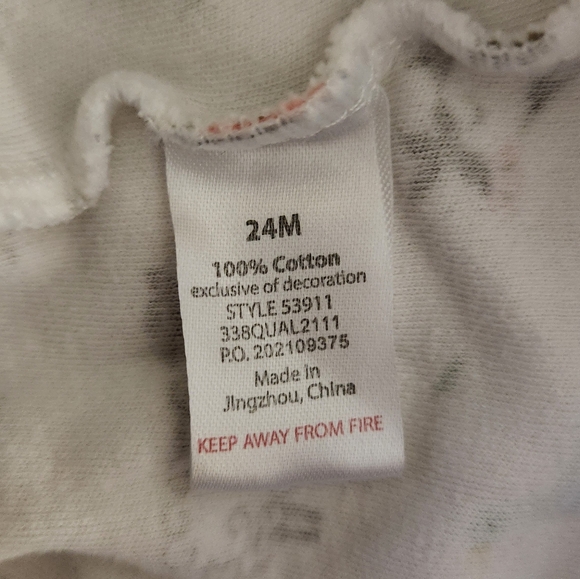 24M
100% Cotton
exclusive of decoration
STYLE 53911
338QUAL2111
P.O. 202109375
Made in
Jingzhou, China
KEEP AWAY FROM FIRE